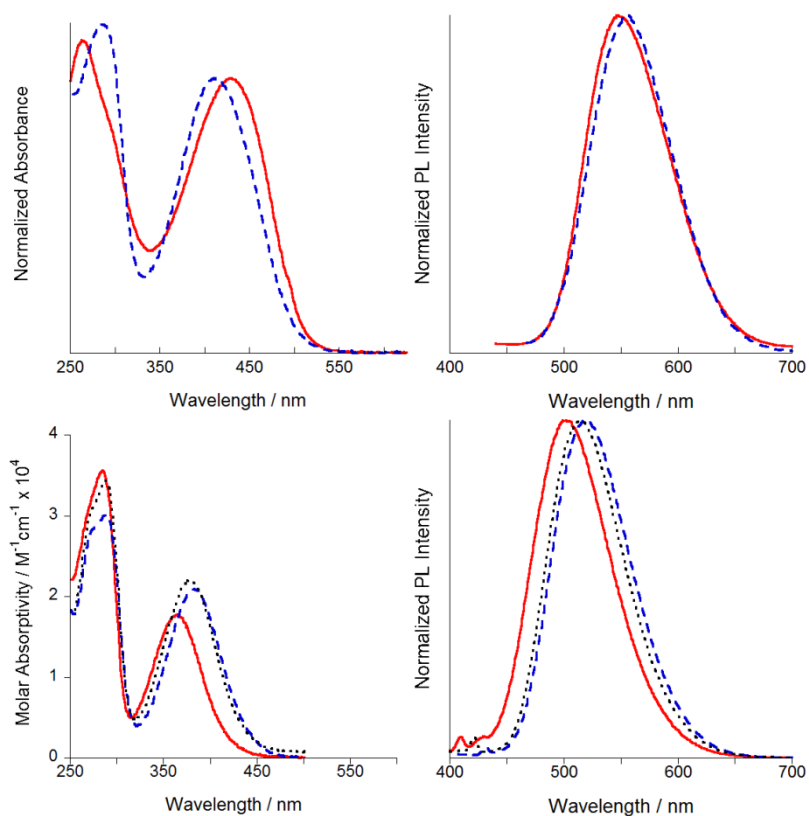 Normalized Absorbance
250 350 450 550
Wavelength / nm
Normalized PL Intensity
400 500 600 700
Wavelength / nm
Molar Absorptivity / M⁻¹cm⁻¹ x 10⁴
4
3
2
1
0
250 350 450 550
Wavelength / nm
Normalized PL Intensity
400 500 600 700
Wavelength / nm